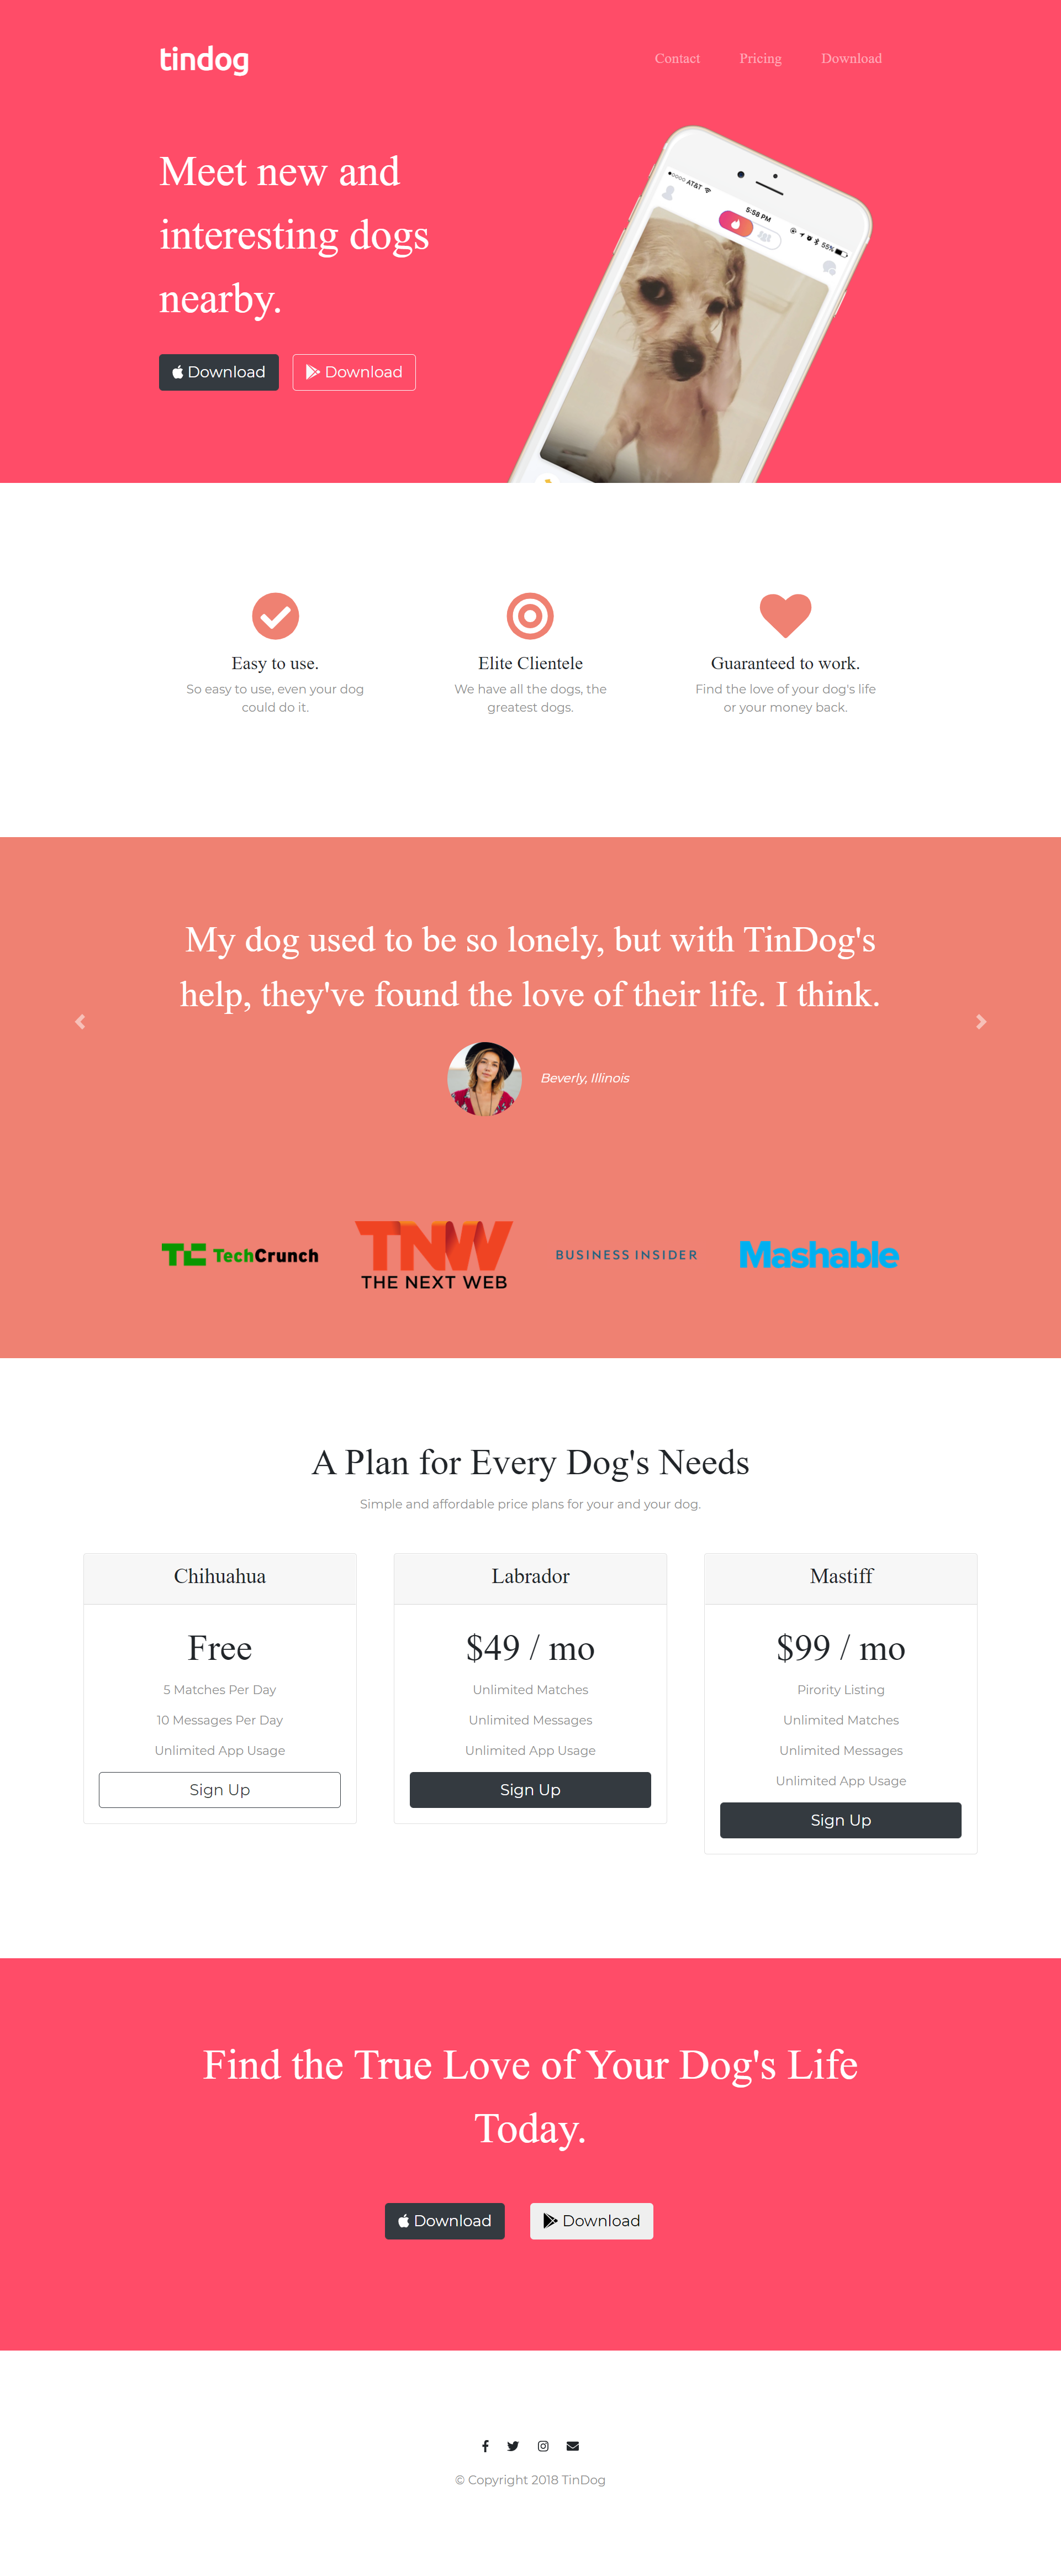 tindog
Contact Pricing Download
Meet new and
interesting dogs
nearby.
Download Download
●○○○○ AT&T
5:58 PM
55%
Easy to use.
So easy to use, even your dog
could do it.
Elite Clientele
We have all the dogs, the
greatest dogs.
Guaranteed to work.
Find the love of your dog's life
or your money back.
My dog used to be so lonely, but with TinDog's
help, they've found the love of their life. I think.
Beverly, Illinois
TC TechCrunch
TNW
THE NEXT WEB
BUSINESS INSIDER
Mashable
A Plan for Every Dog's Needs
Simple and affordable price plans for your and your dog.
Chihuahua
Free
5 Matches Per Day
10 Messages Per Day
Unlimited App Usage
Sign Up
Labrador
$49 / mo
Unlimited Matches
Unlimited Messages
Unlimited App Usage
Sign Up
Mastiff
$99 / mo
Pirority Listing
Unlimited Matches
Unlimited Messages
Unlimited App Usage
Sign Up
Find the True Love of Your Dog's Life
Today.
Download Download
© Copyright 2018 TinDog